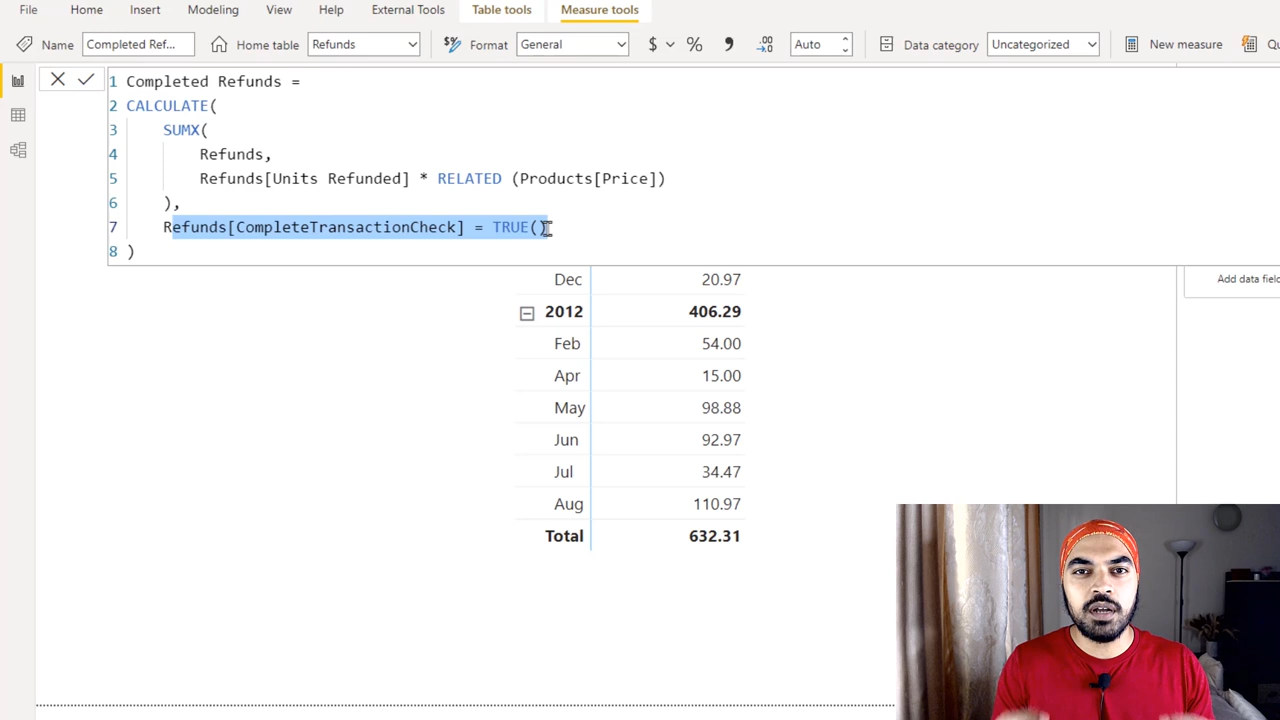 File Home Insert Modeling View Help External Tools Table tools Measure tools
Name Completed Ref... Home table Refunds Format General $ % 9 .00 Auto Data category Uncategorized New measure Qu
1 Completed Refunds =
2 CALCULATE(
3 SUMX(
4 Refunds,
5 Refunds[Units Refunded] * RELATED (Products[Price])
6 ),
7 Refunds[CompleteTransactionCheck] = TRUE()
8 )
Add data field
Dec 20.97
2012 406.29
Feb 54.00
Apr 15.00
May 98.88
Jun 92.97
Jul 34.47
Aug 110.97
Total 632.31